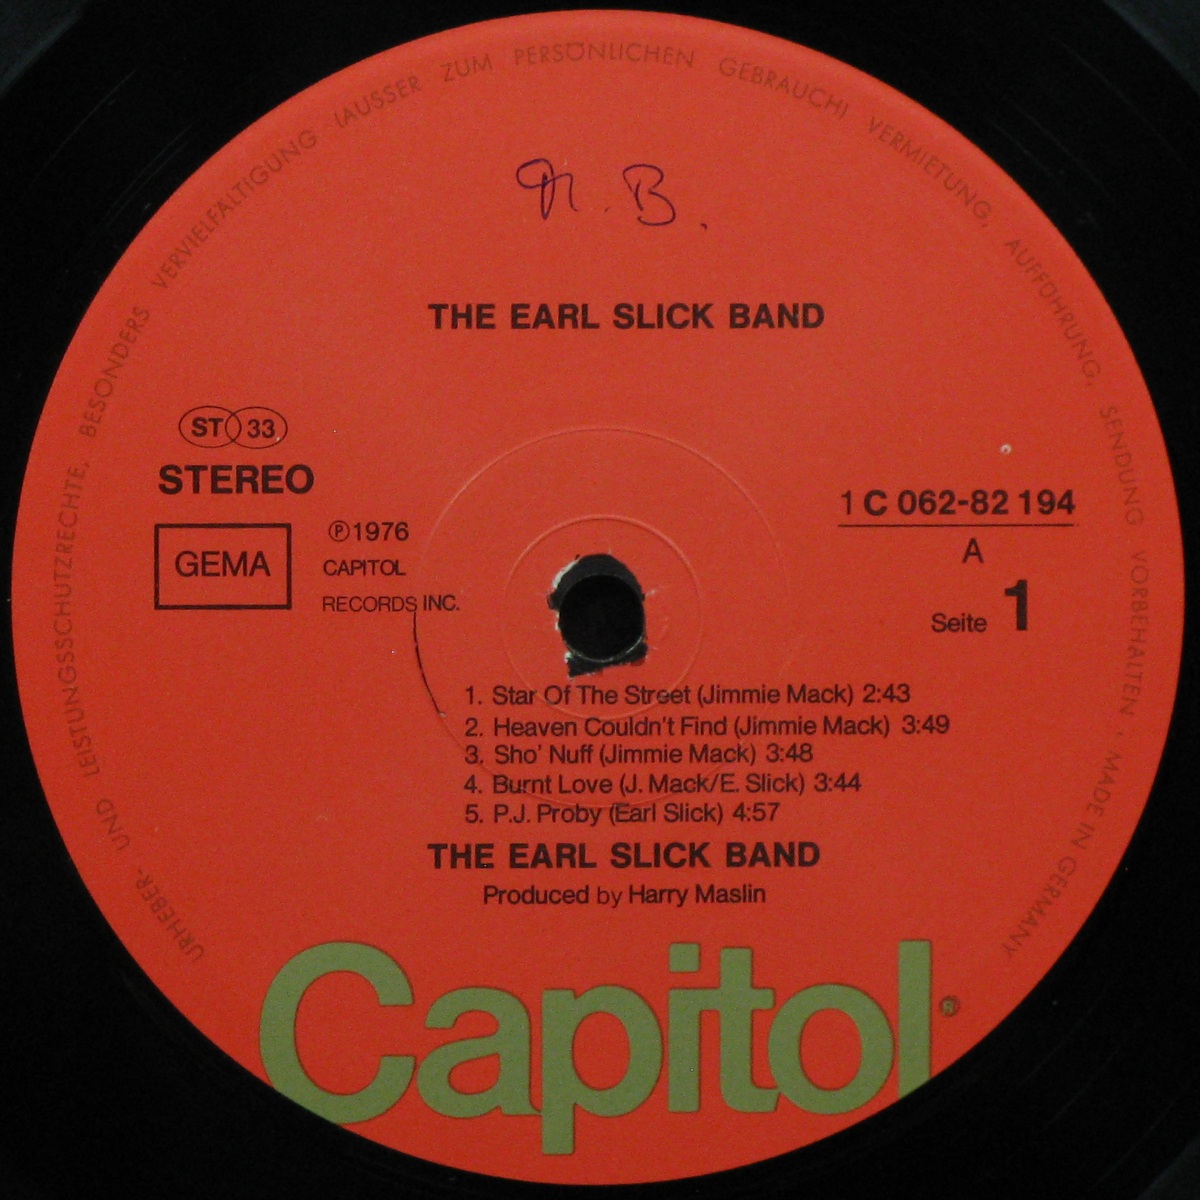 URHEBER- UND LEISTUNGSSCHUTZRECHTE, BESONDERS VERVIELFÄLTIGUNG (AUSSER ZUM PERSÖNLICHEN GEBRAUCH) VERMIETUNG, AUFFÜHRUNG, SENDUNG VORBEHALTEN · MADE IN GERMANY
N. B.
THE EARL SLICK BAND
ST 33
STEREO
GEMA
℗1976
CAPITOL
RECORDS INC.
1 C 062-82 194
A
Seite 1
1. Star Of The Street (Jimmie Mack) 2:43
2. Heaven Couldn't Find (Jimmie Mack) 3:49
3. Sho' Nuff (Jimmie Mack) 3:48
4. Burnt Love (J. Mack/E. Slick) 3:44
5. P.J. Proby (Earl Slick) 4:57
THE EARL SLICK BAND
Produced by Harry Maslin
Capitol®